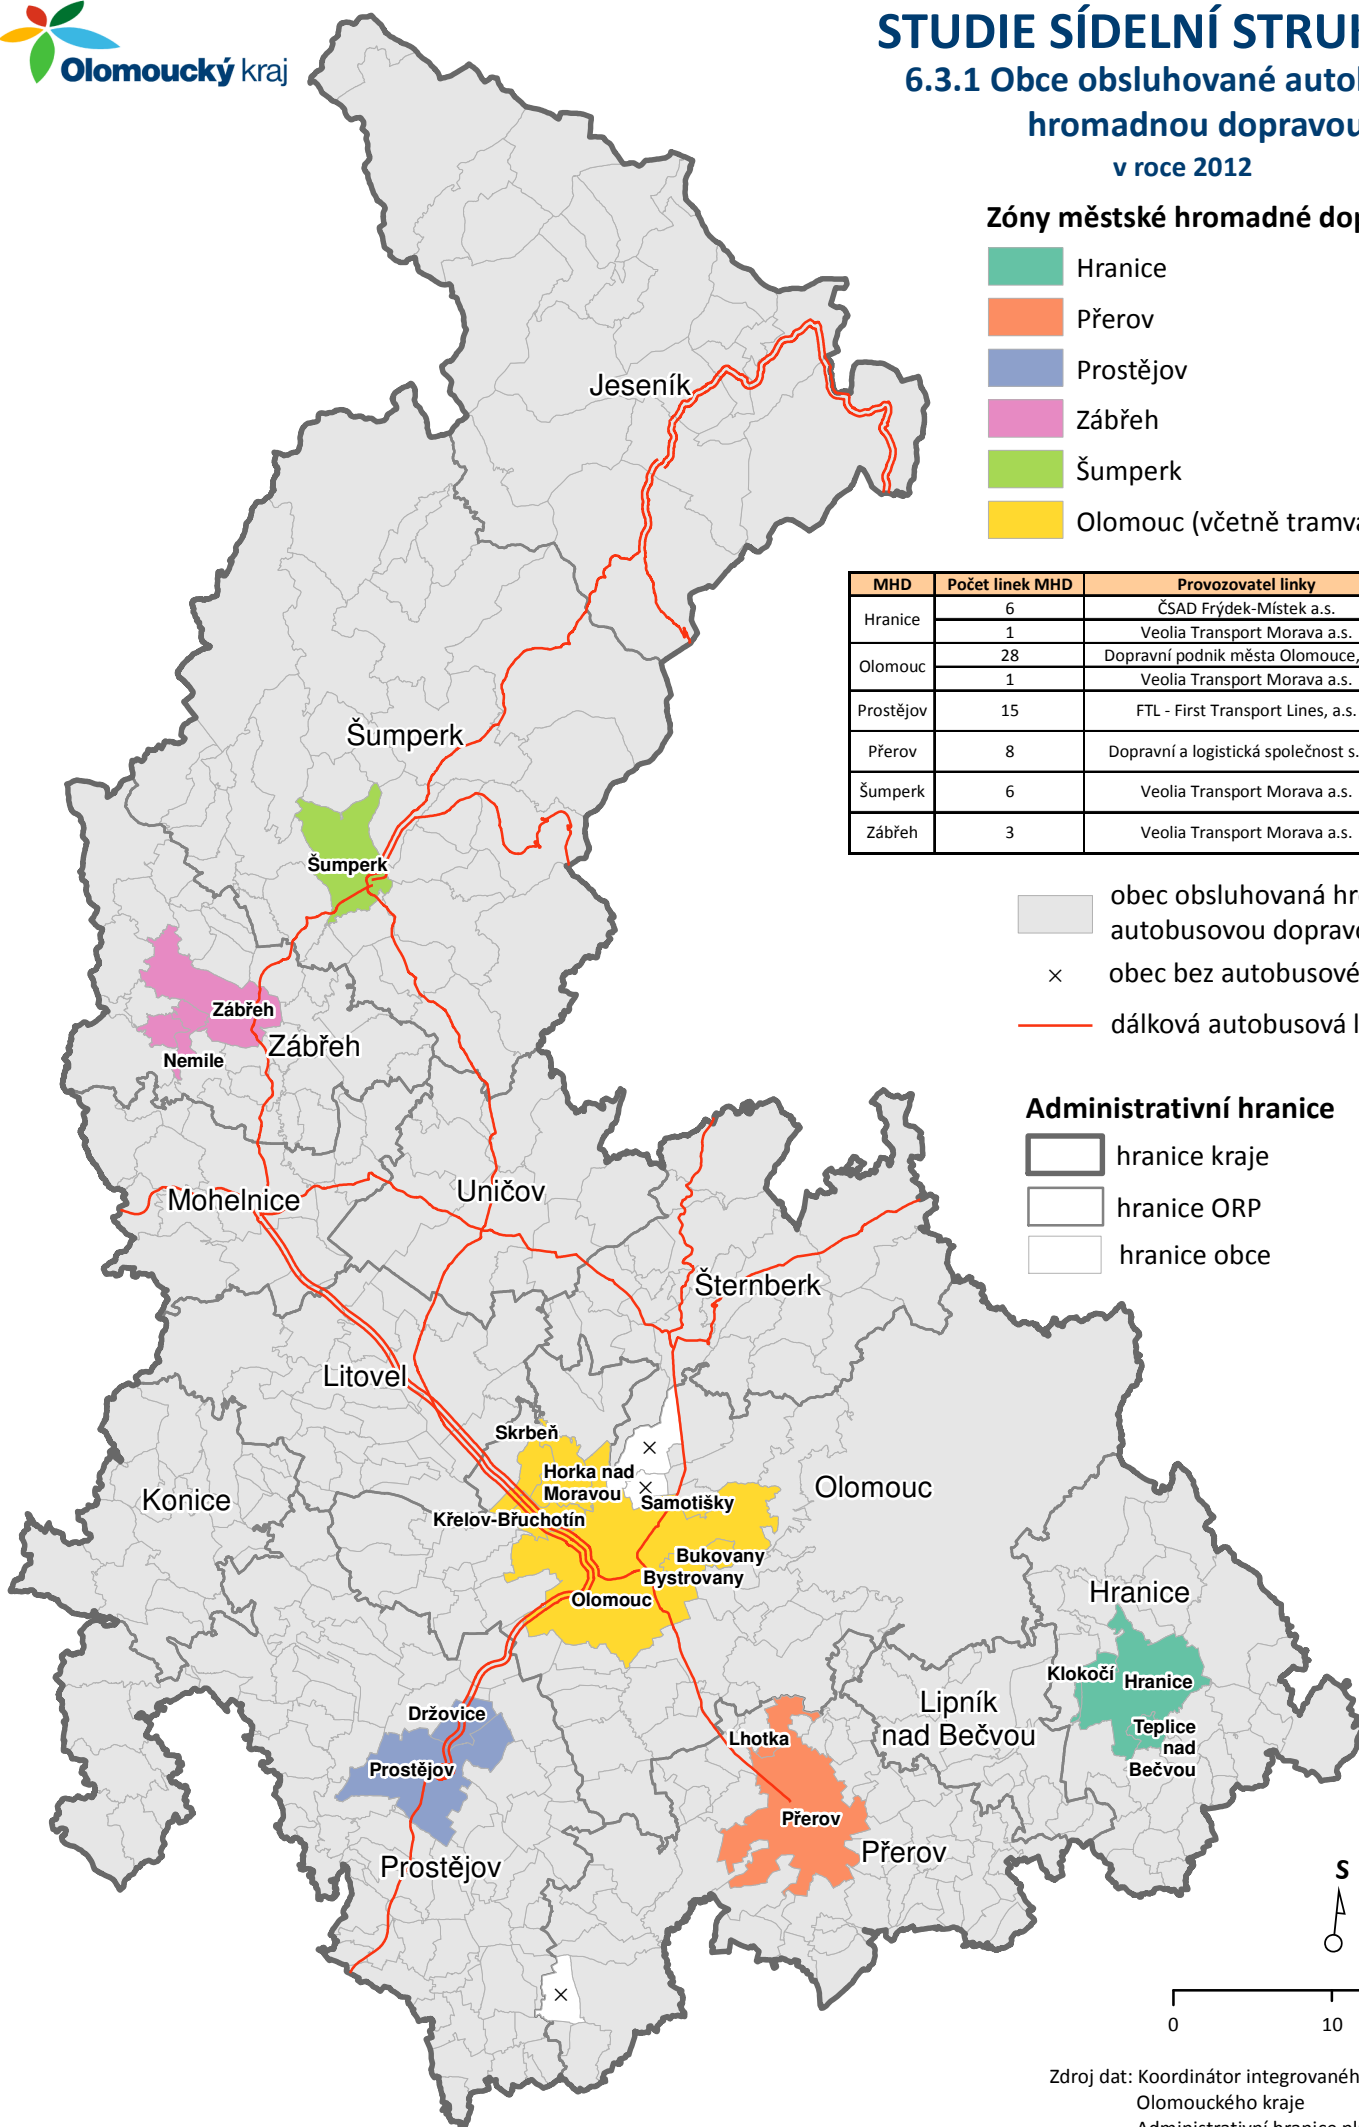 Olomoucký kraj
STUDIE SÍDELNÍ
6.3.1 Obce obsluhované
hromadnou dopravou
v roce 2012
Zóny městské hromadné
Hranice
Přerov
Prostějov
Zábřeh
Šumperk
Olomouc (včetně
MHD Počet linek MHD Provozovatel linky
Hranice 6 ČSAD Frýdek-Místek a.s.
1 Veolia Transport Morava a.s.
Olomouc 28 Dopravní podnik města Olomouce,
1 Veolia Transport Morava a.s.
Prostějov 15 FTL - First Transport Lines, a.s.
Přerov 8 Dopravní a logistická společnost s.
Šumperk 6 Veolia Transport Morava a.s.
Zábřeh 3 Veolia Transport Morava a.s.
obec obsluhovaná
autobusovou
obec bez autobusové
dálková autobusová
Administrativní hranice
hranice kraje
hranice ORP
hranice obce
Jeseník
Šumperk
Šumperk
Zábřeh
Zábřeh
Nemile
Mohelnice
Uničov
Šternberk
Litovel
Skrbeň
Horka nad
Moravou
Samotišky
Křelov-Břuchotín
Olomouc
Konice
Bukovany
Bystrovany
Olomouc
Hranice
Klokočí
Hranice
Teplice
nad
Bečvou
Lipník
nad Bečvou
Držovice
Lhotka
Prostějov
Přerov
Přerov
Prostějov
S
0 10
Zdroj dat: Koordinátor
Olomouckého kraje
Administrativní hranice